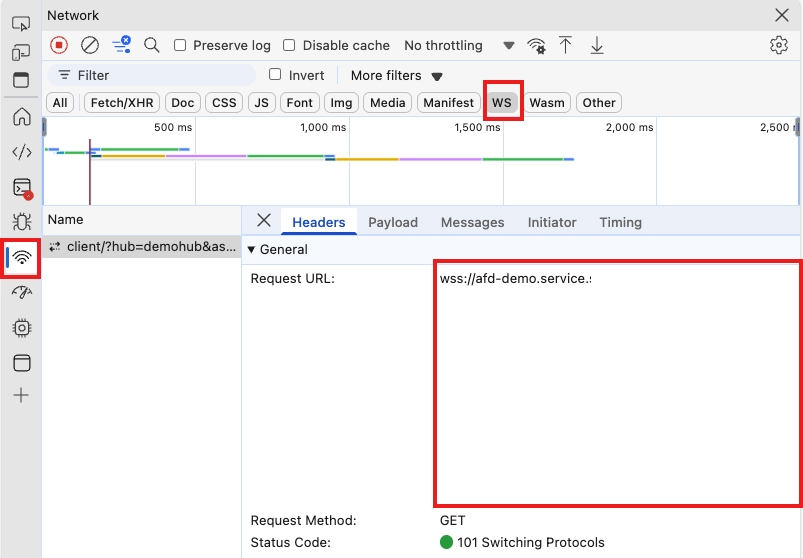 Network
Preserve log
Disable cache
No throttling
Filter
Invert
More filters
All
Fetch/XHR
Doc
CSS
JS
Font
Img
Media
Manifest
WS
Wasm
Other
500 ms
1,000 ms
1,500 ms
2,000 ms
2,500
Name
Headers
Payload
Messages
Initiator
Timing
client/?hub=demohub&as...
General
Request URL:
wss://afd-demo.service.s
Request Method:
GET
Status Code:
101 Switching Protocols